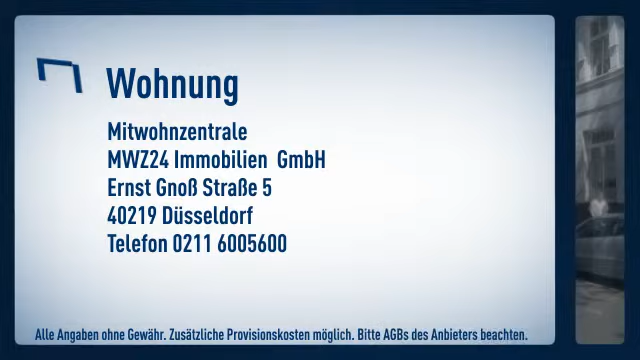 Wohnung
Mitwohnzentrale
MWZ24 Immobilien GmbH
Ernst Gnoß Straße 5
40219 Düsseldorf
Telefon 0211 6005600
Alle Angaben ohne Gewähr. Zusätzliche Provisionskosten möglich. Bitte AGBs des Anbieters beachten.